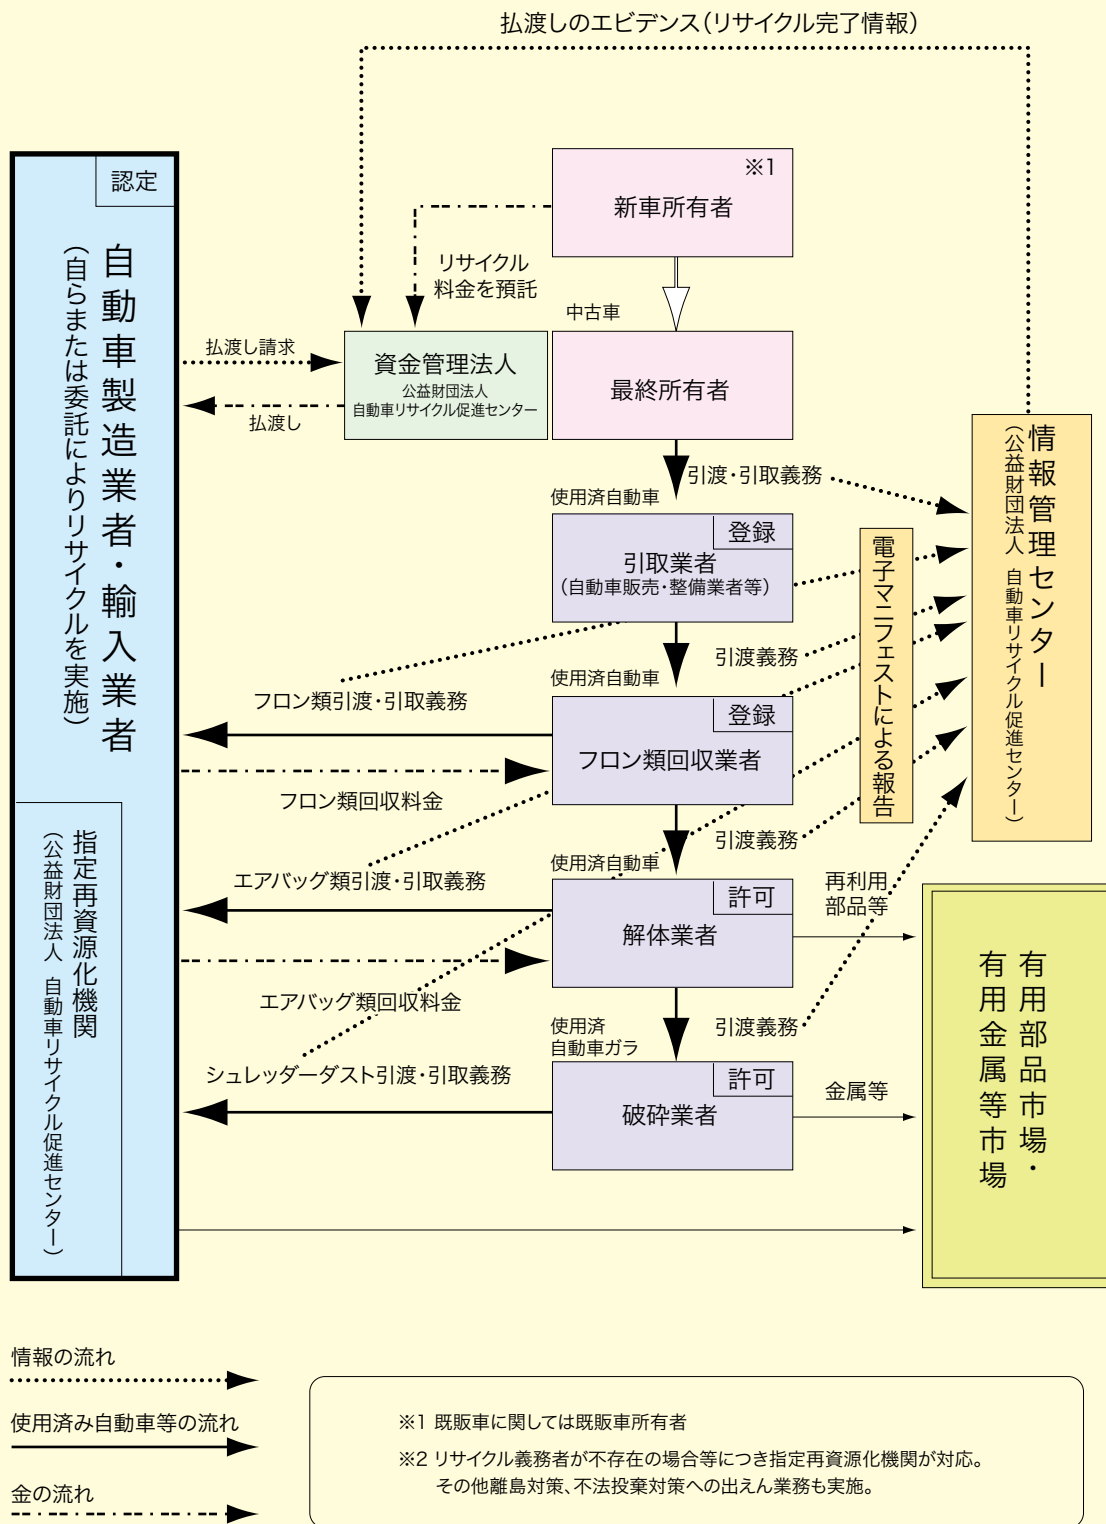 払渡しのエビデンス(リサイクル完了情報)
認定
自動車製造業者・輸入業者
(自らまたは委託によりリサイクルを実施)
※1
新車所有者
リサイクル
料金を預託
中古車
払渡し請求
払渡し
資金管理法人
公益財団法人
自動車リサイクル促進センター
最終所有者
引渡・引取義務
使用済自動車
登録
引取業者
(自動車販売・整備業者等)
情報管理センター
(公益財団法人 自動車リサイクル促進センター)
電子マニフェストによる報告
引渡義務
使用済自動車
フロン類引渡・引取義務
登録
フロン類回収業者
フロン類回収料金
引渡義務
使用済自動車
エアバッグ類引渡・引取義務
許可
解体業者
再利用
部品等
エアバッグ類回収料金
引渡義務
使用済
自動車ガラ
シュレッダーダスト引渡・引取義務
許可
破砕業者
金属等
指定再資源化機関
(公益財団法人 自動車リサイクル促進センター)
有用部品市場・
有用金属等市場
情報の流れ
使用済み自動車等の流れ
金の流れ
※1 既販車に関しては既販車所有者
※2 リサイクル義務者が不存在の場合等につき指定再資源化機関が対応。
その他離島対策、不法投棄対策への出えん業務も実施。